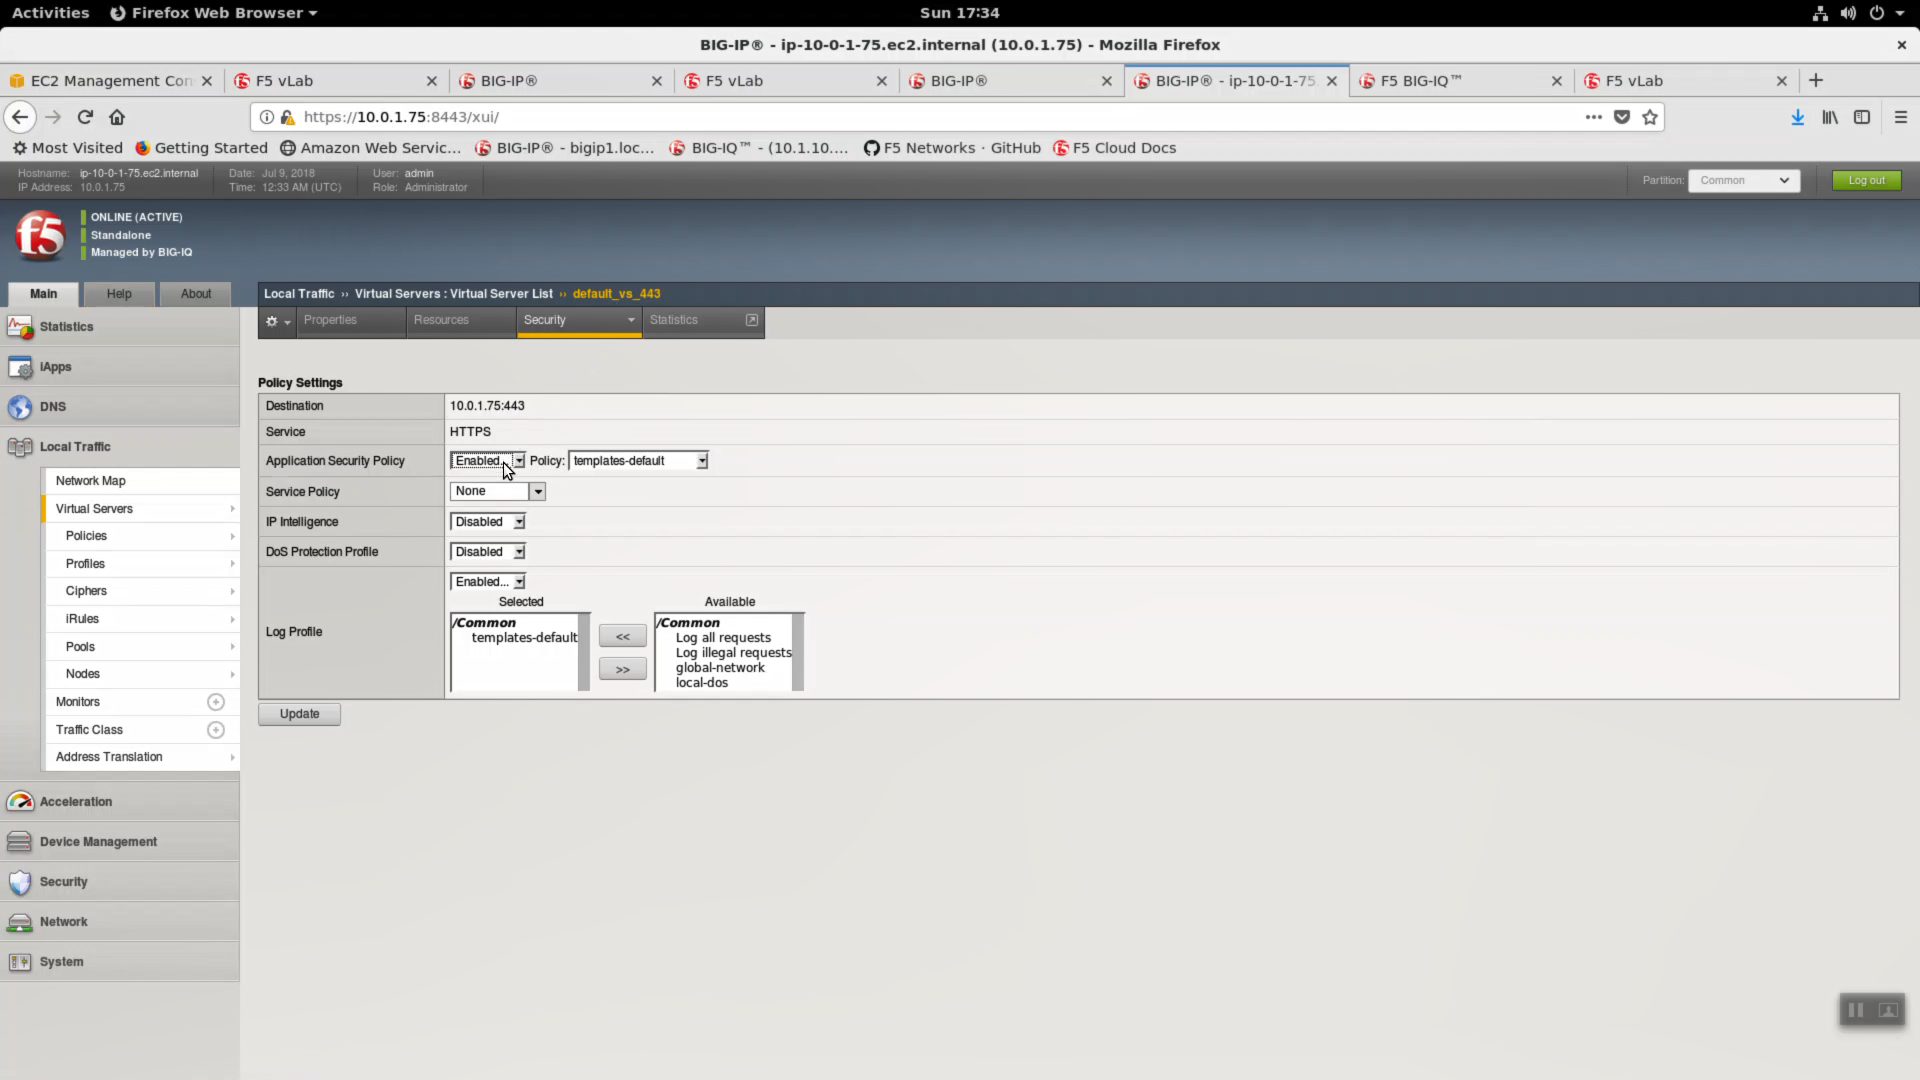 Activities Firefox Web Browser Sun 17:34
BIG-IP® - ip-10-0-1-75.ec2.internal (10.0.1.75) - Mozilla Firefox
EC2 Management Con F5 vLab BIG-IP® F5 vLab BIG-IP® BIG-IP® - ip-10-0-1-75 F5 BIG-IQ™ F5 vLab
https://10.0.1.75:8443/xui/
Most Visited Getting Started Amazon Web Servic... BIG-IP® - bigip1.loc... BIG-IQ™ - (10.1.10.... F5 Networks · GitHub F5 Cloud Docs
Hostname: ip-10-0-1-75.ec2.internal Date: Jul 9, 2018 User: admin
IP Address: 10.0.1.75 Time: 12:33 AM (UTC) Role: Administrator
Partition: Common Log out
f5
ONLINE (ACTIVE)
Standalone
Managed by BIG-IQ
Main Help About
Local Traffic ›› Virtual Servers : Virtual Server List ›› default_vs_443
Properties Resources Security Statistics
Statistics
iApps
DNS
Local Traffic
Network Map
Virtual Servers
Policies
Profiles
Ciphers
iRules
Pools
Nodes
Monitors
Traffic Class
Address Translation
Acceleration
Device Management
Security
Network
System
Policy Settings
Destination 10.0.1.75:443
Service HTTPS
Application Security Policy Enabled... Policy: templates-default
Service Policy None
IP Intelligence Disabled
DoS Protection Profile Disabled
Log Profile Enabled...
Selected Available
/Common << /Common
templates-default Log all requests
Log illegal requests
>> global-network
local-dos
Update